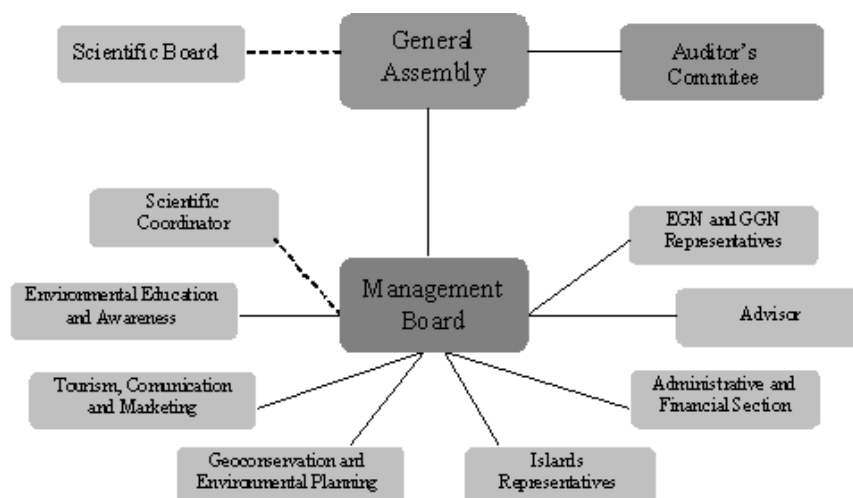 Scientific Board
General
Assembly
Auditor's
Commitee
Scientific
Coordinator
EGN and GGN
Representatives
Environmental Education
and Awareness
Management
Board
Advisor
Tourism, Comunication
and Marketing
Administrative and
Financial Section
Geoconservation and
Environmental Planning
Islands
Representatives